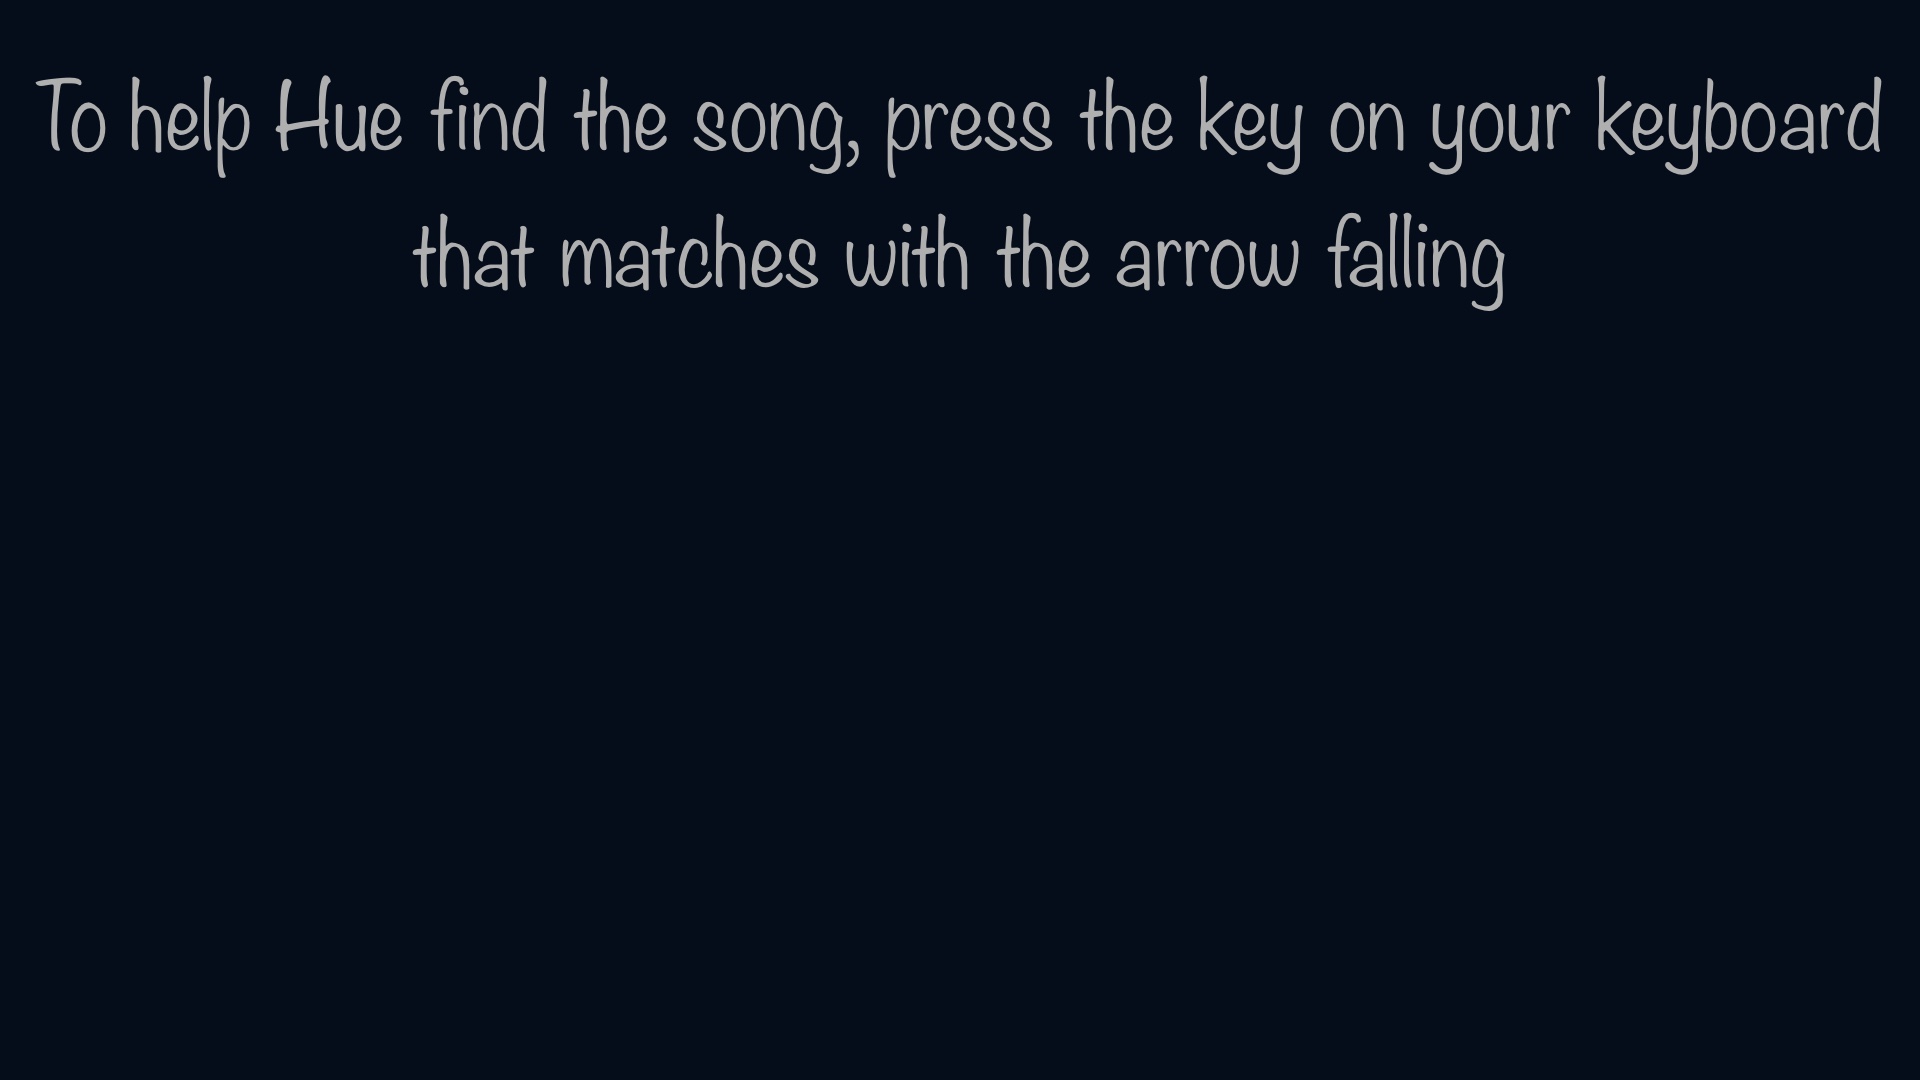 To help Hue find the song, press the key on your keyboard
that matches with the arrow falling